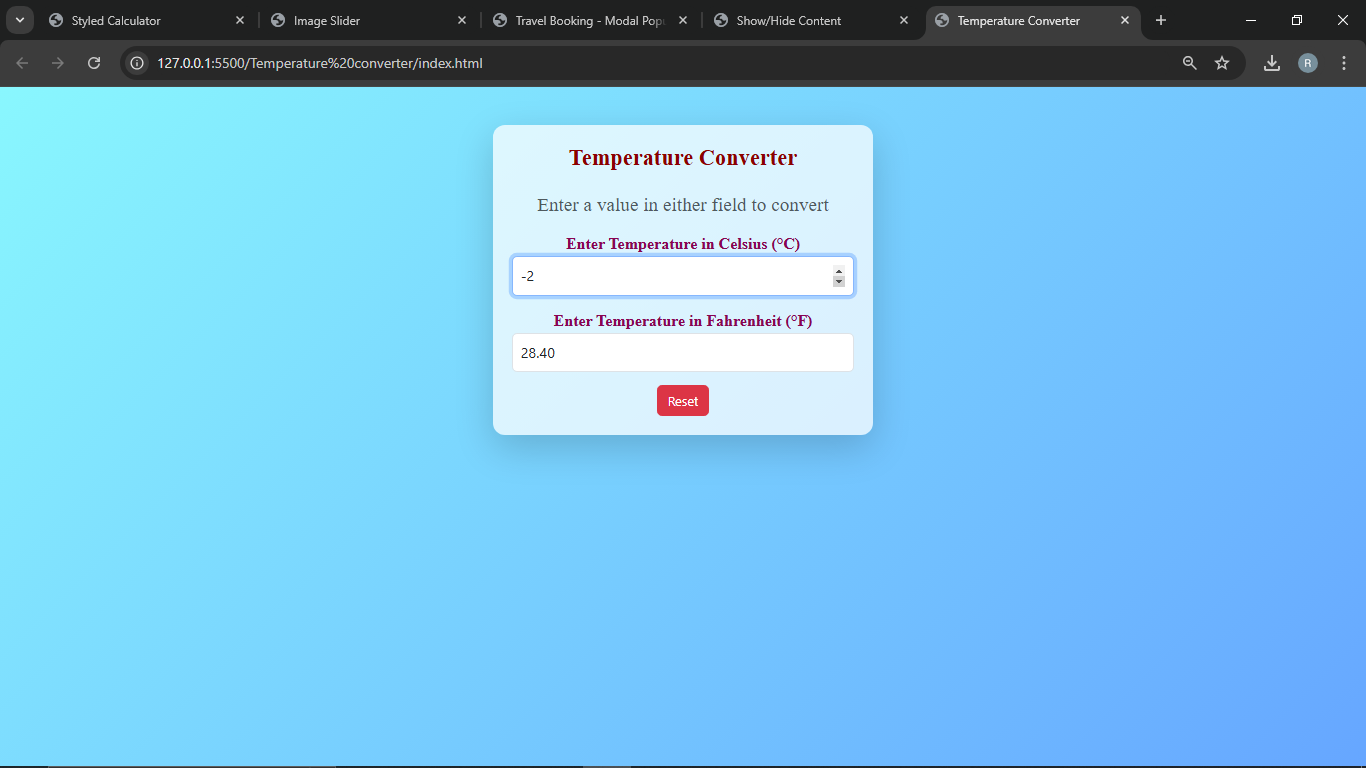 Styled Calculator
Image Slider
Travel Booking - Modal Popu
Show/Hide Content
Temperature Converter
127.0.0.1:5500/Temperature%20converter/index.html
R
Temperature Converter
Enter a value in either field to convert
Enter Temperature in Celsius (°C)
-2
Enter Temperature in Fahrenheit (°F)
28.40
Reset